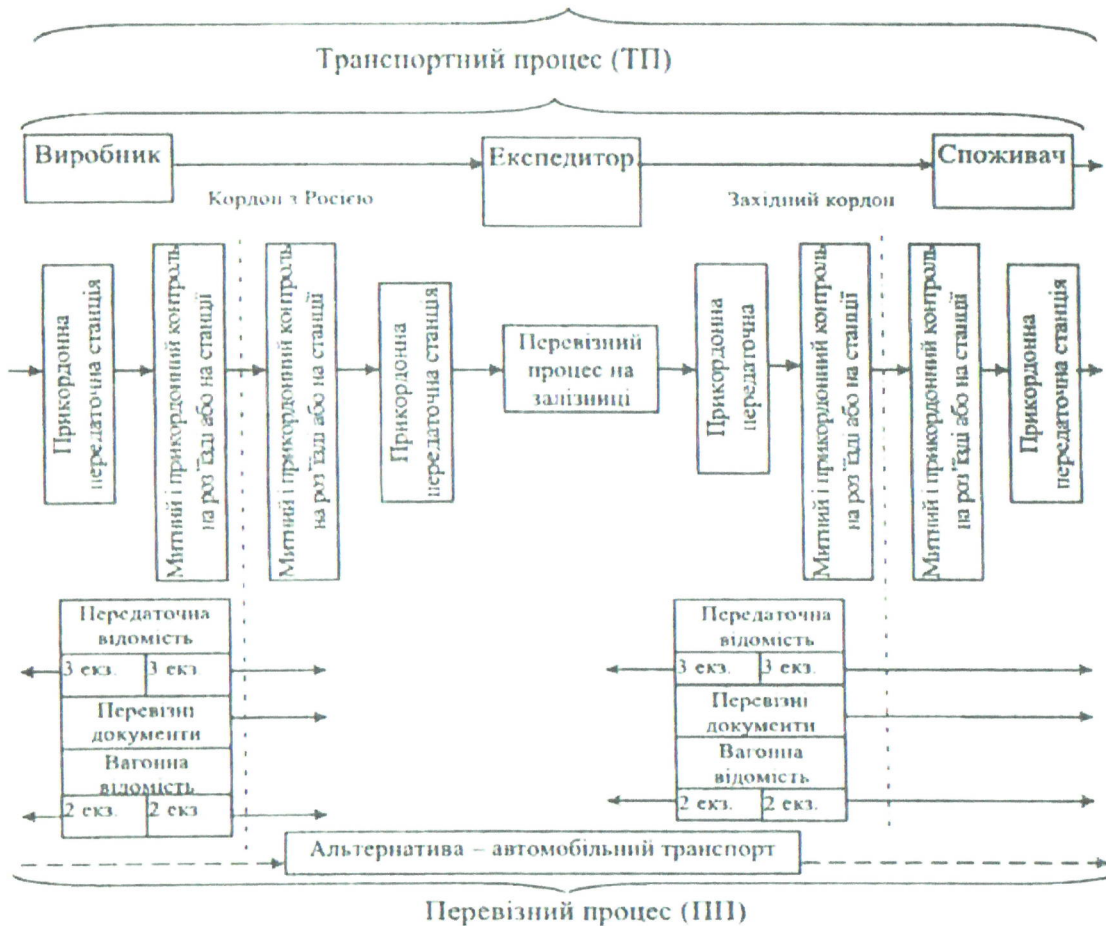 Транспортний процес (ТП)
Виробник
Експедитор
Споживач
Кордон з Росією
Західний кордон
Прикордонна
передаточна станція
Митний і прикордонний контроль
на роз'їзді або на станції
Митний і прикордонний контроль
на роз'їзді або на станції
Прикордонна
передаточна станція
Перевізний
процес на
залізниці
Прикордонна
передаточна
Митний і прикордонний контроль
на роз'їзді або на станції
Митний і прикордонний контроль
на роз'їзді або на станції
Прикордонна
передаточна станція
Передаточна
відомість
3 екз. 3 екз
Перевізні
документи
Вагонна
відомість
2 екз. 2 екз
Передаточна
відомість
3 екз. 3 екз.
Перевізні
документи
Вагонна
відомість
2 екз. 2 екз.
Альтернатива – автомобільний транспорт
Перевізний процес (ПП)